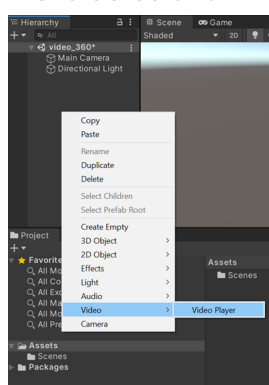 Hierarchy
Scene
Game
All
Shaded
2D
video_360*
Main Camera
Directional Light
Copy
Paste
Rename
Duplicate
Delete
Select Children
Select Prefab Root
Create Empty
3D Object
2D Object
Effects
Light
Audio
Video
Video Player
Camera
Project
Favorite
All Mo
All Co
All Exc
All Ma
All Mo
All Pre
Assets
Scenes
Packages
Assets
Scenes